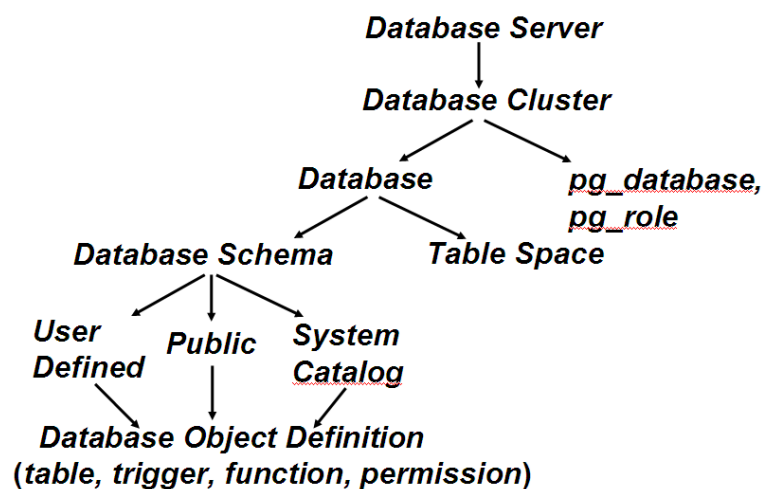 Database Server
Database Cluster
Database
pg_database,
pg_role
Database Schema
Table Space
User
Defined
Public
System
Catalog
Database Object Definition
(table, trigger, function, permission)